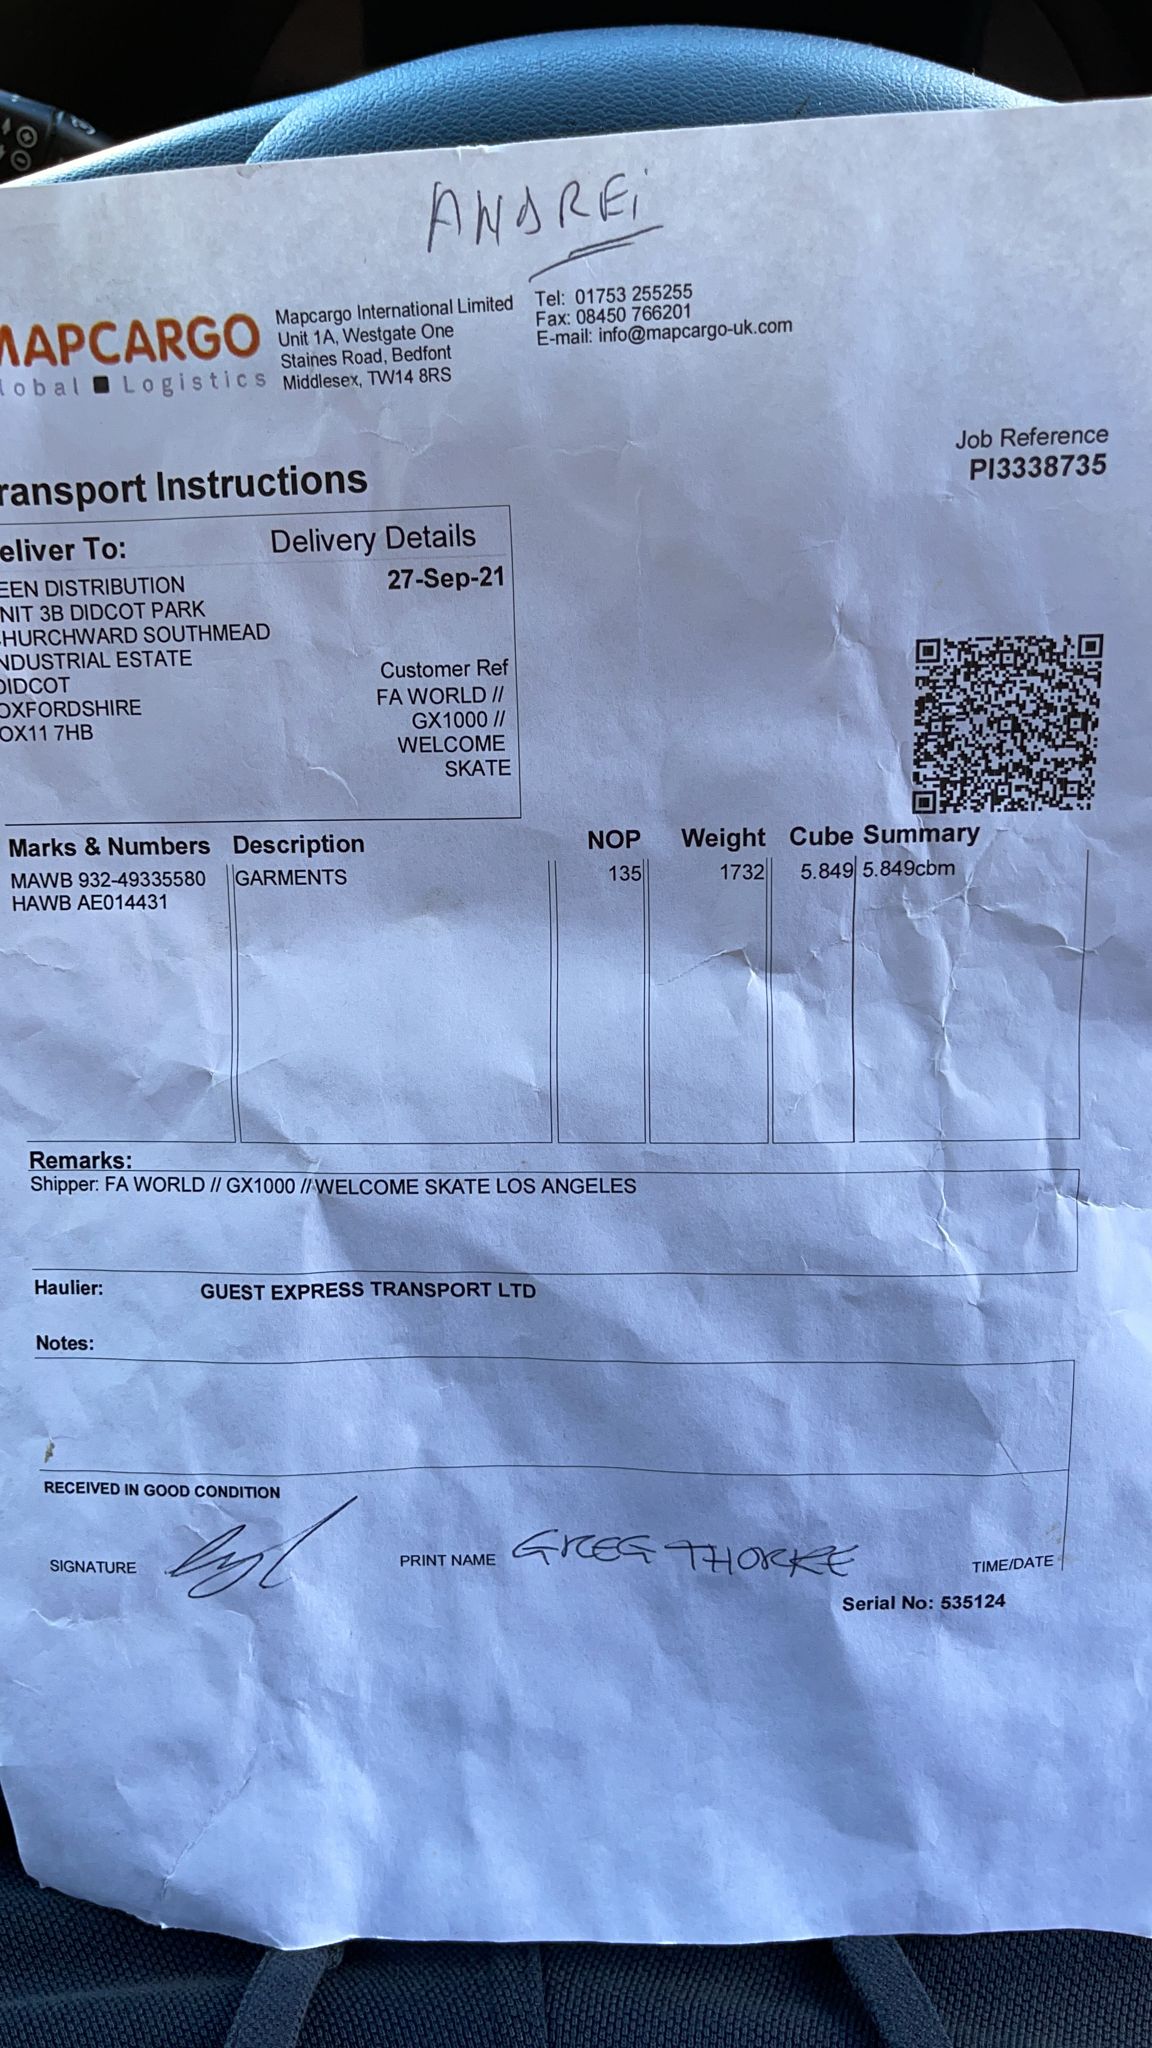 ANDREi
MAPCARGO
lobal Logistics
Mapcargo International Limited
Unit 1A, Westgate One
Staines Road, Bedfont
Middlesex, TW14 8RS
Tel: 01753 255255
Fax: 08450 766201
E-mail: info@mapcargo-uk.com
Job Reference
PI3338735
ransport Instructions
eliver To:
EEN DISTRIBUTION
NIT 3B DIDCOT PARK
CHURCHWARD SOUTHMEAD
NDUSTRIAL ESTATE
DIDCOT
OXFORDSHIRE
OX11 7HB
Delivery Details
27-Sep-21
Customer Ref
FA WORLD //
GX1000 //
WELCOME
SKATE
Marks & Numbers Description NOP Weight Cube Summary
MAWB 932-49335580 GARMENTS 135 1732 5.849 5.849cbm
HAWB AE014431
Remarks:
Shipper: FA WORLD // GX1000 // WELCOME SKATE LOS ANGELES
Haulier: GUEST EXPRESS TRANSPORT LTD
Notes:
RECEIVED IN GOOD CONDITION
SIGNATURE PRINT NAME GREG THORKE TIME/DATE
Serial No: 535124